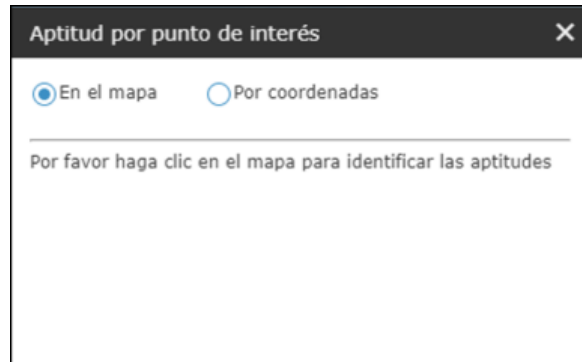 Aptitud por punto de interés
En el mapa Por coordenadas
Por favor haga clic en el mapa para identificar las aptitudes